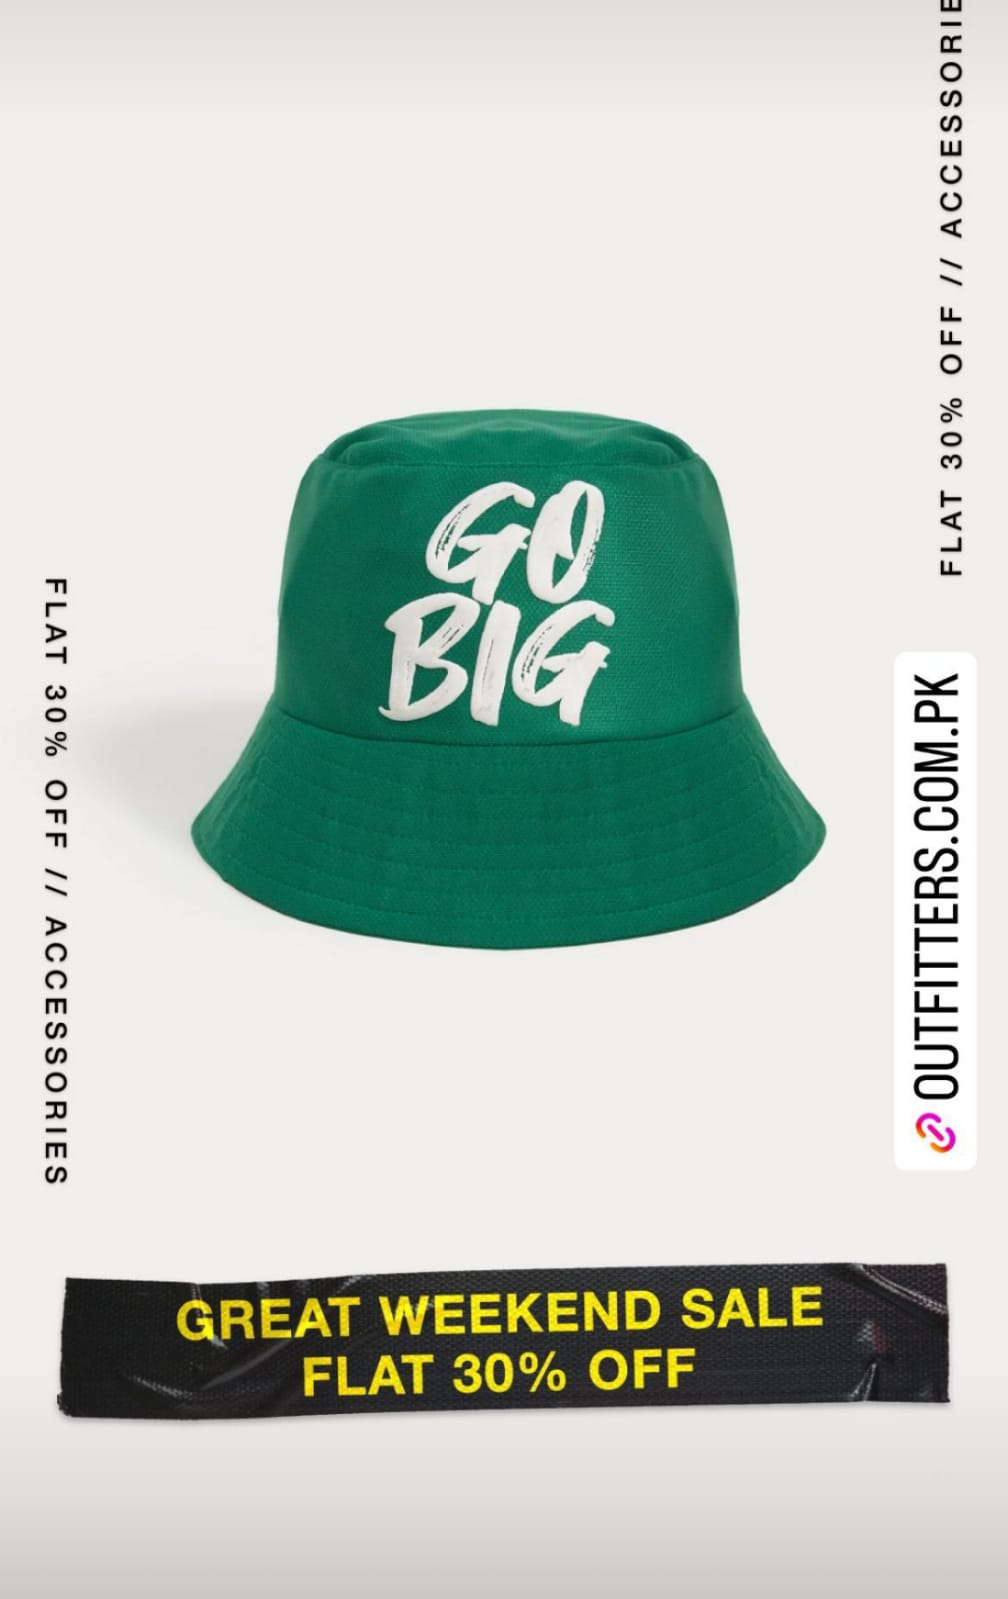 FLAT 30% OFF // ACCESSORIE
GO
BIG
FLAT 30% OFF // ACCESSORIES
OUTFITTERS.COM.PK
GREAT WEEKEND SALE
FLAT 30% OFF